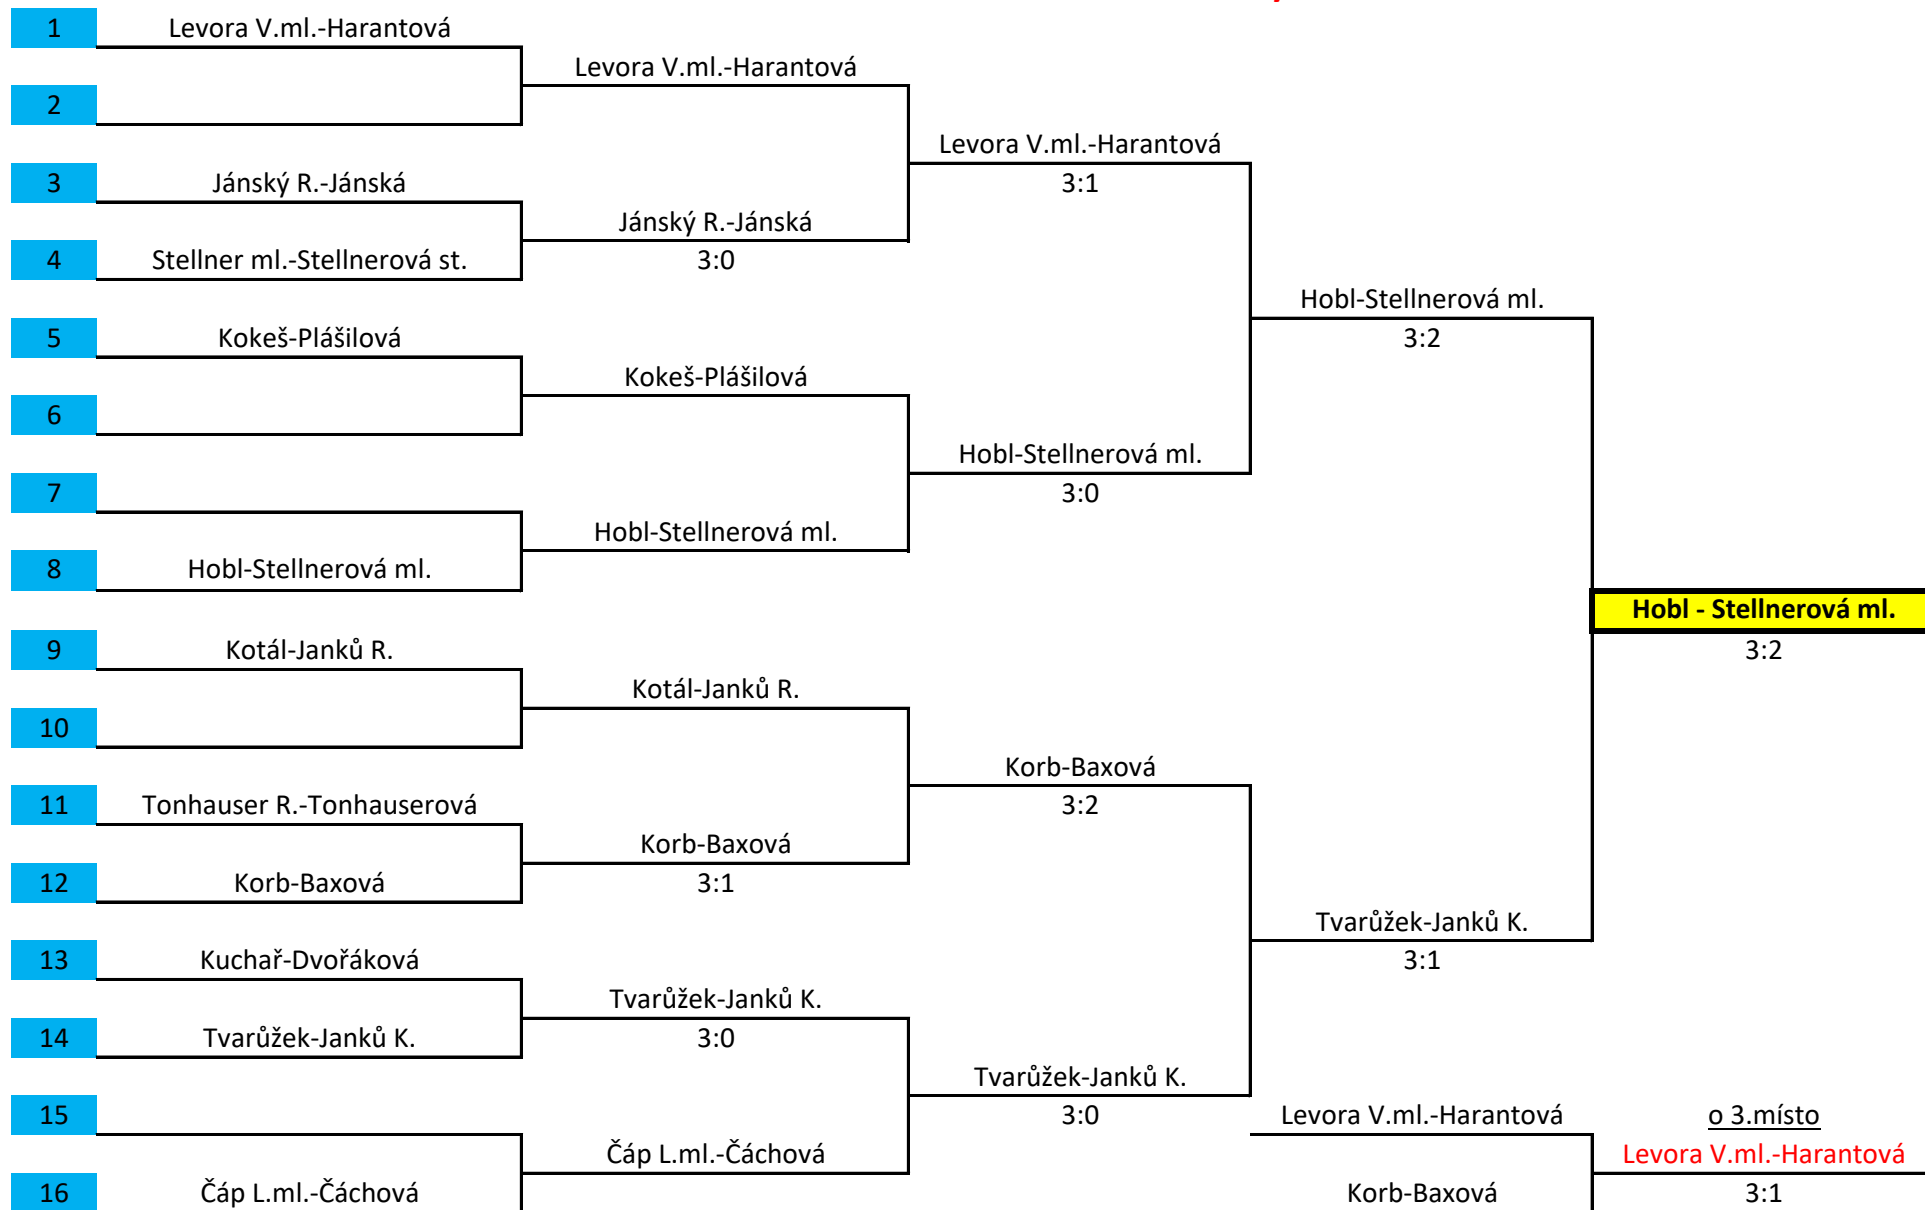 1 Levora V.ml.-Harantová
Levora V.ml.-Harantová
2
Levora V.ml.-Harantová
3 Jánský R.-Jánská 3:1
Jánský R.-Jánská
4 Stellner ml.-Stellnerová st. 3:0
Hobl-Stellnerová ml.
5 Kokeš-Plášilová 3:2
Kokeš-Plášilová
6
Hobl-Stellnerová ml.
7 3:0
Hobl-Stellnerová ml.
8 Hobl-Stellnerová ml.
Hobl - Stellnerová ml.
9 Kotál-Janků R. 3:2
Kotál-Janků R.
10
Korb-Baxová
11 Tonhauser R.-Tonhauserová 3:2
Korb-Baxová
12 Korb-Baxová 3:1
Tvarůžek-Janků K.
13 Kuchař-Dvořáková 3:1
Tvarůžek-Janků K.
14 Tvarůžek-Janků K. 3:0
Tvarůžek-Janků K.
15 3:0 Levora V.ml.-Harantová o 3.místo
Čáp L.ml.-Čáchová Levora V.ml.-Harantová
16 Čáp L.ml.-Čáchová Korb-Baxová 3:1